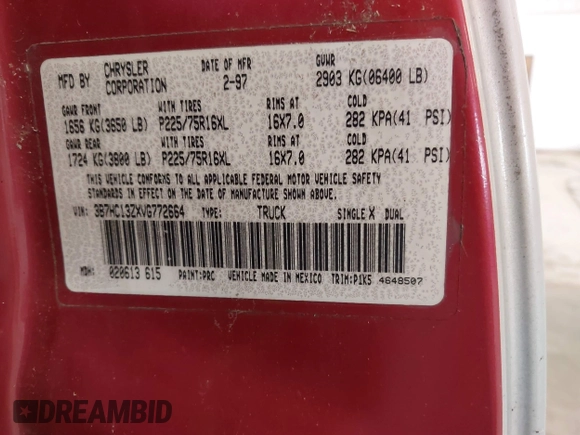 MFD BY CHRYSLER CORPORATION DATE OF MFR 2-97 GVWR 2903 KG(06400 LB)
GAWR FRONT WITH TIRES RIMS AT COLD
1656 KG(3650 LB) P225/75R16XL 16X7.0 282 KPA(41 PSI)
GAWR REAR WITH TIRES RIMS AT COLD
1724 KG(3800 LB) P225/75R16XL 16X7.0 282 KPA(41 PSI)
THIS VEHICLE CONFORMS TO ALL APPLICABLE FEDERAL MOTOR VEHICLE SAFETY
STANDARDS IN EFFECT ON THE DATE OF MANUFACTURE SHOWN ABOVE.
VIN: 3B7HC13ZXVG772664 TYPE: TRUCK SINGLE X DUAL
MDH: 020613 615 PAINT:PRC VEHICLE MADE IN MEXICO TRIM:P1K5 4648507
DREAMBID